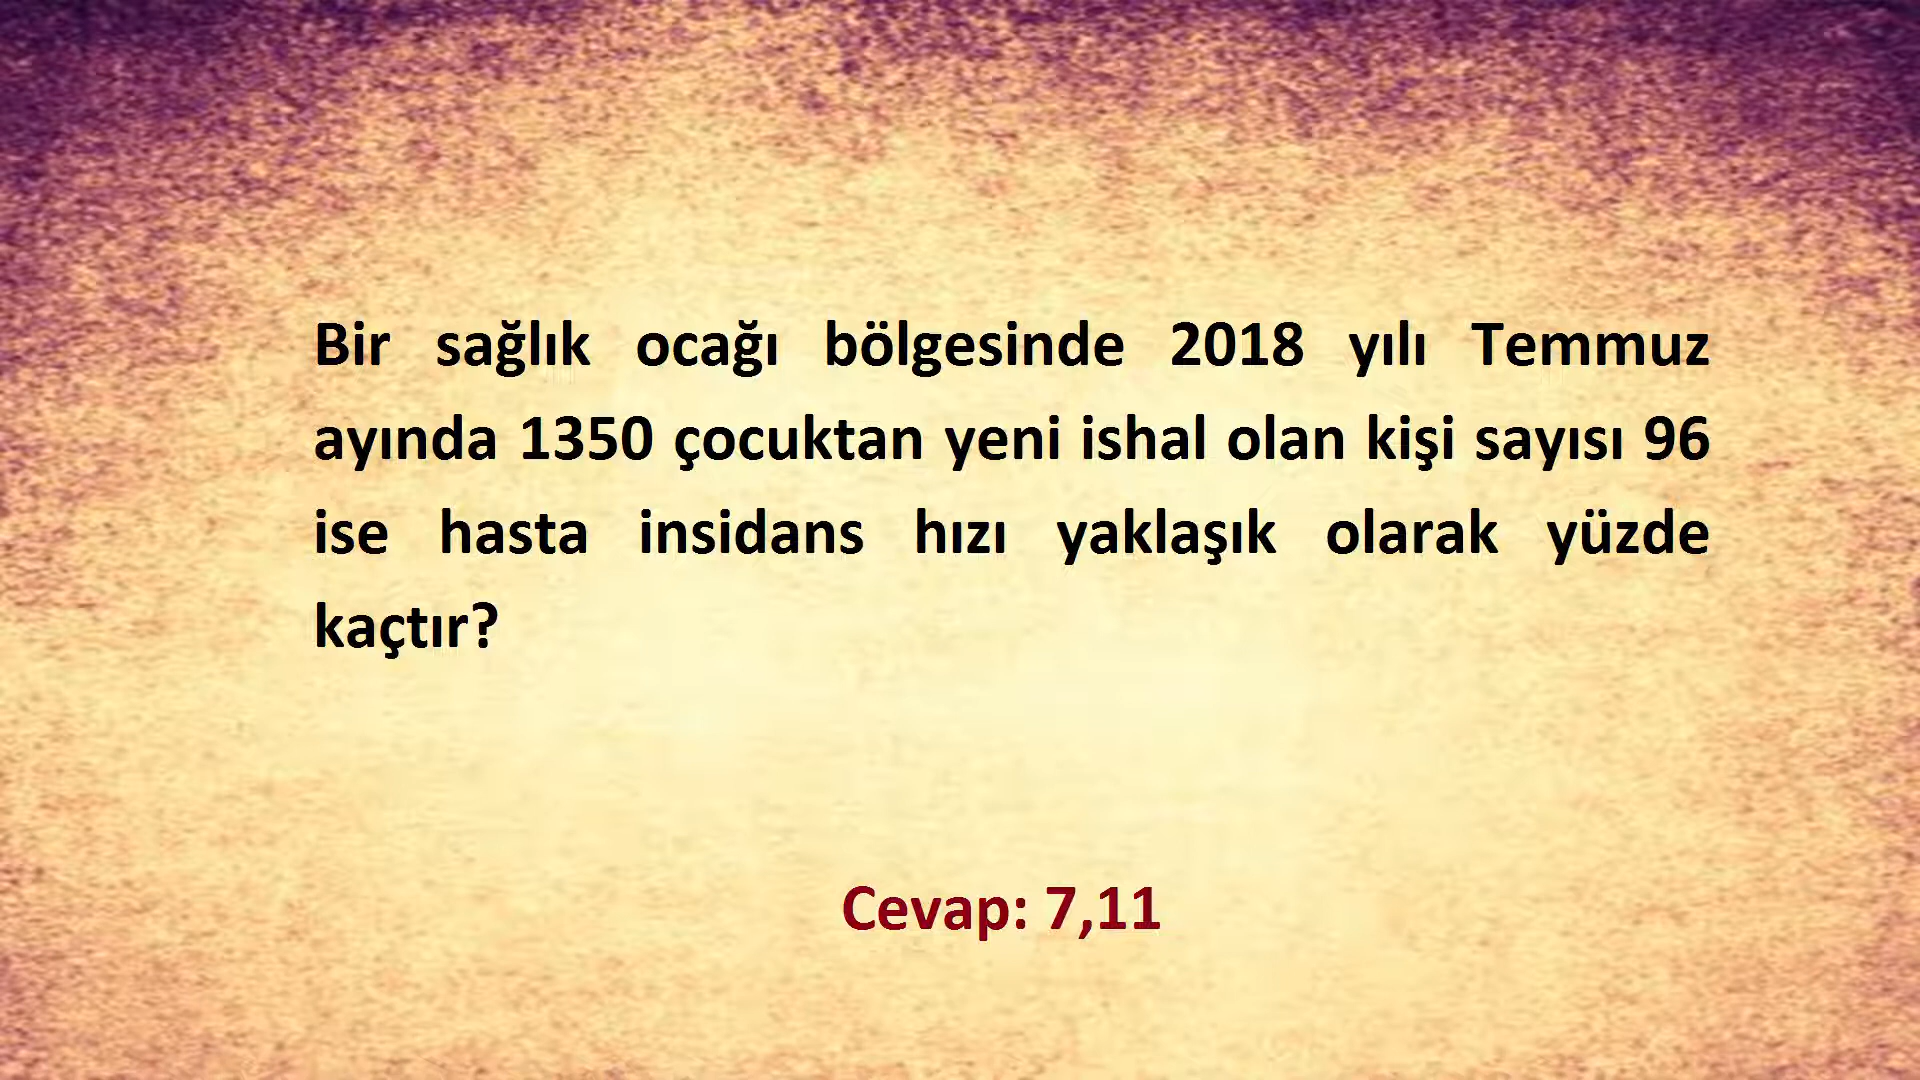 Bir sağlık ocağı bölgesinde 2018 yılı Temmuz
ayında 1350 çocuktan yeni ishal olan kişi sayısı 96
ise hasta insidans hızı yaklaşık olarak yüzde
kaçtır?
Cevap: 7,11